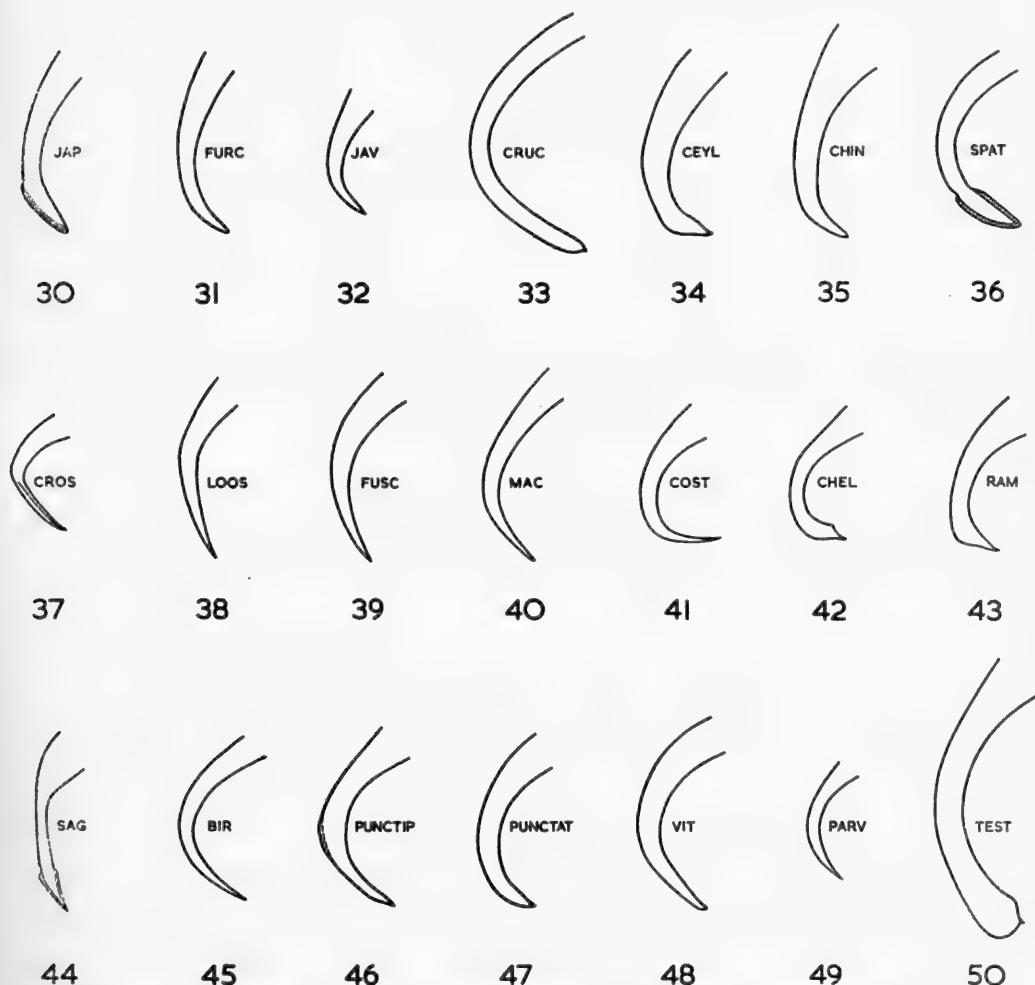 JAP FURC JAV CRUC CEYL CHIN SPAT
30 31 32 33 34 35 36
CROS LOOS FUSC MAC COST CHEL RAM
37 38 39 40 41 42 43
SAG BIR PUNCTIP PUNCTAT VIT PARV TEST
44 45 46 47 48 49 50